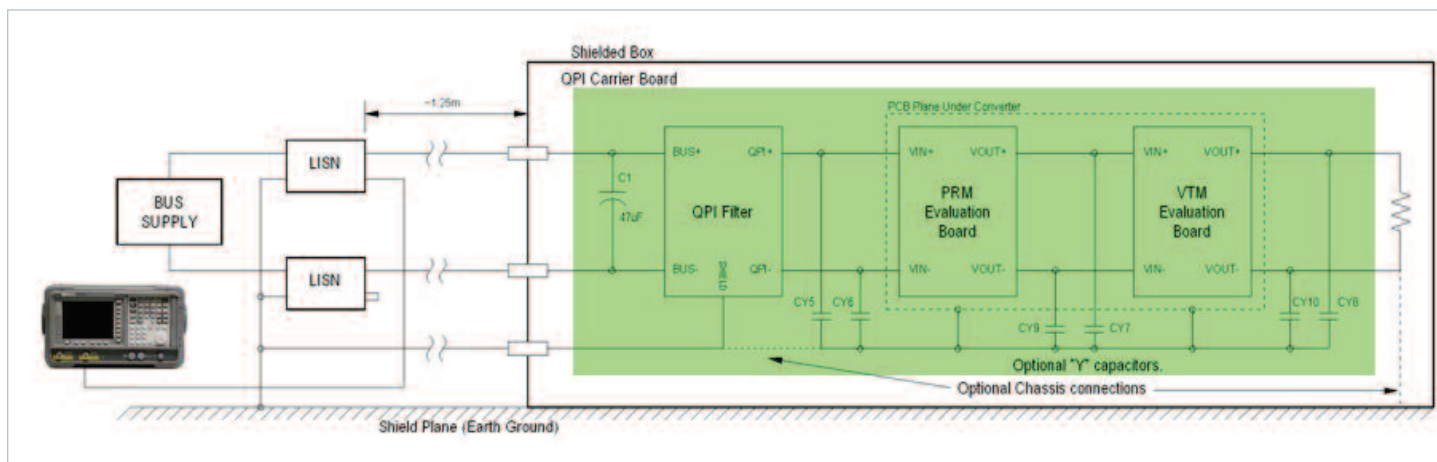 Shielded Box
QPI Carrier Board
~1.25m
PCB Plane Under Converter
LISN
BUS
SUPPLY
LISN
C1
47uF
BUS+
QPI+
QPI Filter
BUS-
QPI-
SHIELD
VIN+
VOUT+
PRM
Evaluation
Board
VIN-
VOUT-
VIN+
VOUT+
VTM
Evaluation
Board
VIN-
VOUT-
CY5
CY6
CY9
CY7
CY10
CY8
Optional "Y" capacitors.
Optional Chassis connections
Shield Plane (Earth Ground)